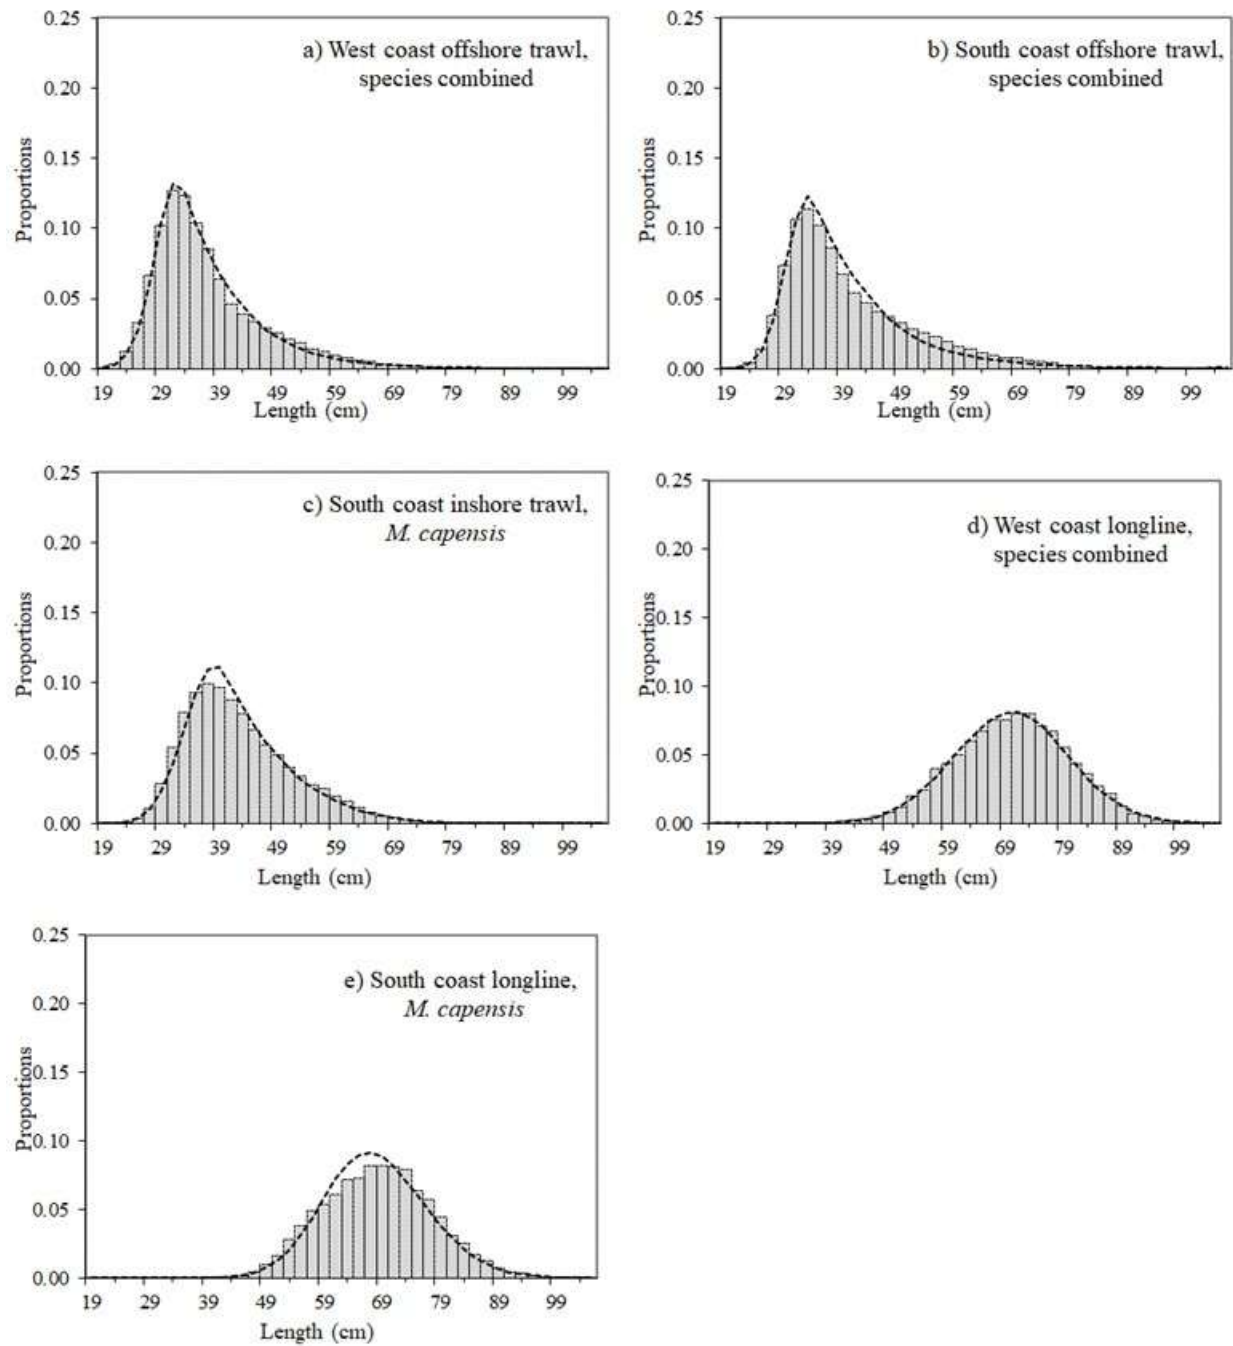 a) West coast offshore trawl,
species combined
Proportions
0.25
0.20
0.15
0.10
0.05
0.00
19 29 39 49 59 69 79 89 99
Length (cm)
b) South coast offshore trawl,
species combined
Proportions
0.25
0.20
0.15
0.10
0.05
0.00
19 29 39 49 59 69 79 89 99
Length (cm)
c) South coast inshore trawl,
M. capensis
Proportions
0.25
0.20
0.15
0.10
0.05
0.00
19 29 39 49 59 69 79 89 99
Length (cm)
d) West coast longline,
species combined
Proportions
0.25
0.20
0.15
0.10
0.05
0.00
19 29 39 49 59 69 79 89 99
Length (cm)
e) South coast longline,
M. capensis
Proportions
0.25
0.20
0.15
0.10
0.05
0.00
19 29 39 49 59 69 79 89 99
Length (cm)